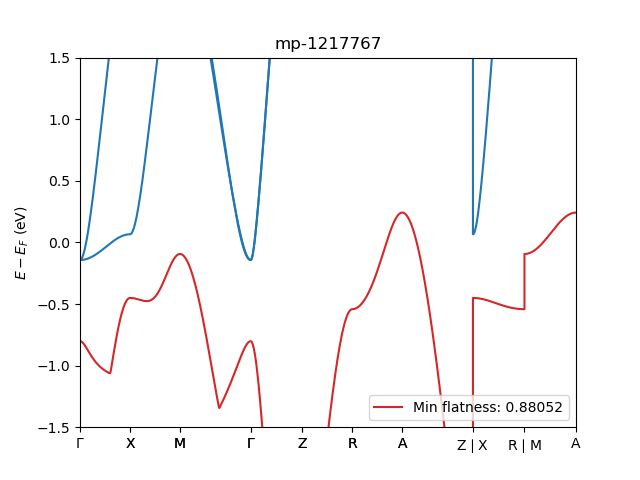 mp-1217767
E − E_F (eV)
1.5
1.0
0.5
0.0
−0.5
−1.0
−1.5
Min flatness: 0.88052
Γ X M Γ Z R A Z | X R | M A